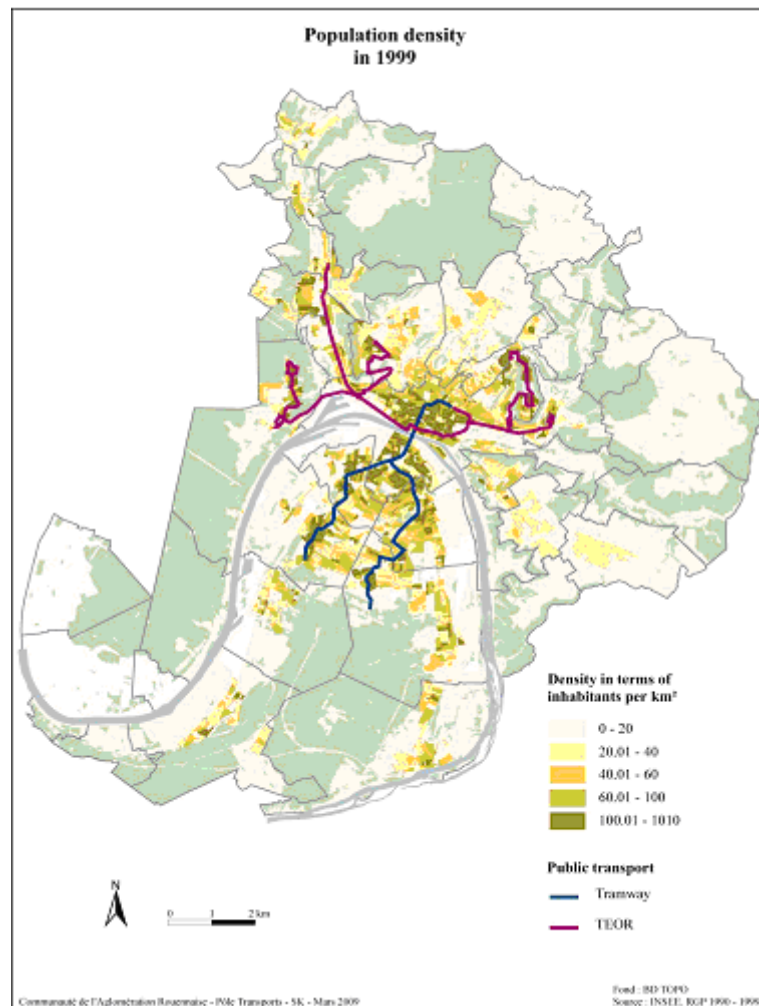 Population density
in 1999
Density in terms of
inhabitants per km²
0 - 20
20.01 - 40
40.01 - 60
60.01 - 100
100.01 - 1010
Public transport
Tramway
TEOR
N
0 1 2 km
Communauté de l'Aglomération Rouennaise - Pôle Transports - SK - Mars 2009
Fond : BD TOPO
Source : INSEE, RGP 1990 - 1999